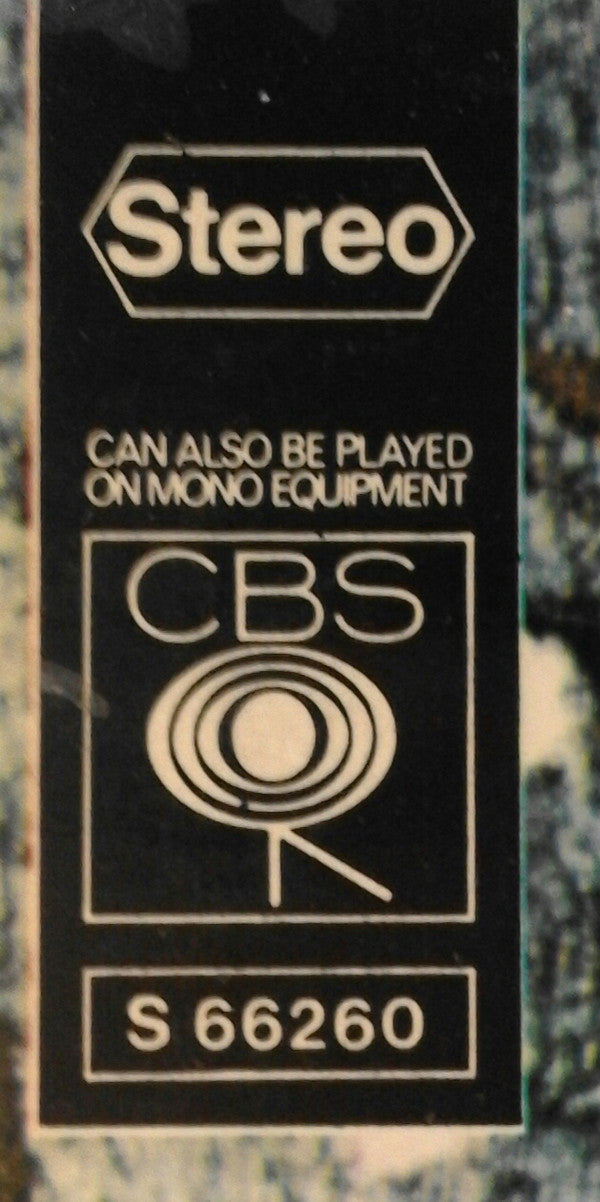 Stereo
CAN ALSO BE PLAYED
ON MONO EQUIPMENT
CBS
S 66260